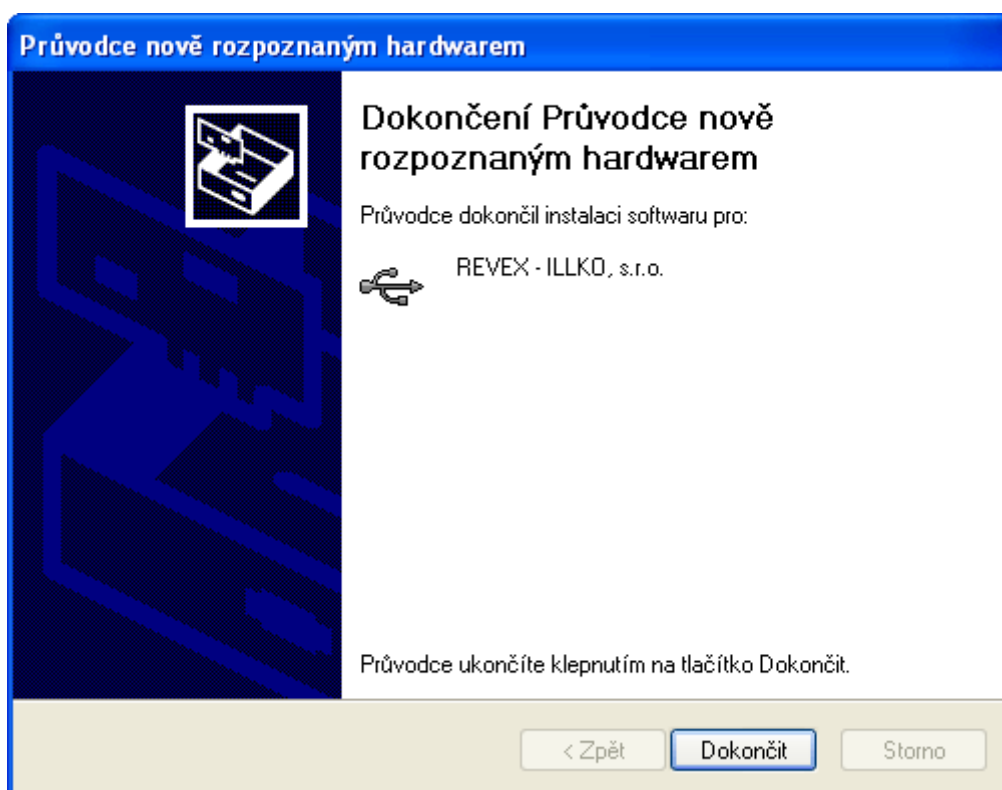 Průvodce nově rozpoznaným hardwarem
Dokončení Průvodce nově
rozpoznaným hardwarem
Průvodce dokončil instalaci softwaru pro:
REVEX - ILLKO, s.r.o.
Průvodce ukončíte klepnutím na tlačítko Dokončit.
< Zpět
Dokončit
Storno